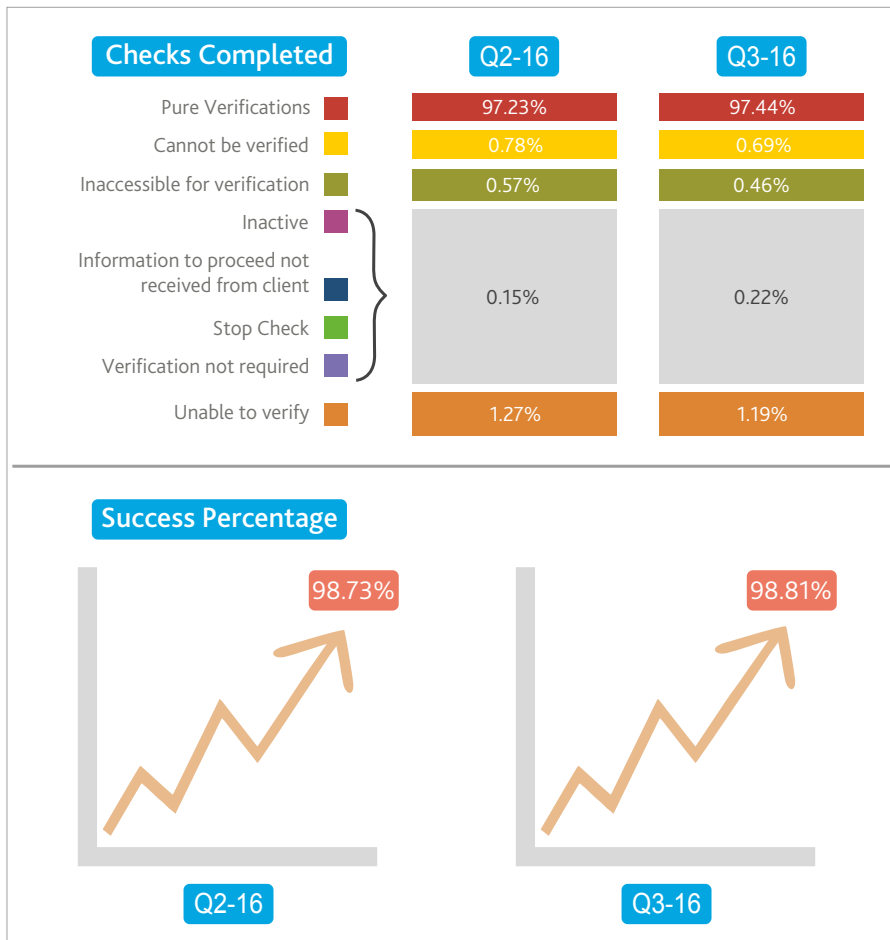 Checks Completed
Q2-16
Q3-16
Pure Verifications
97.23%
97.44%
Cannot be verified
0.78%
0.69%
Inaccessible for verification
0.57%
0.46%
Inactive
Information to proceed not
received from client
0.15%
0.22%
Stop Check
Verification not required
Unable to verify
1.27%
1.19%
Success Percentage
98.73%
98.81%
Q2-16
Q3-16